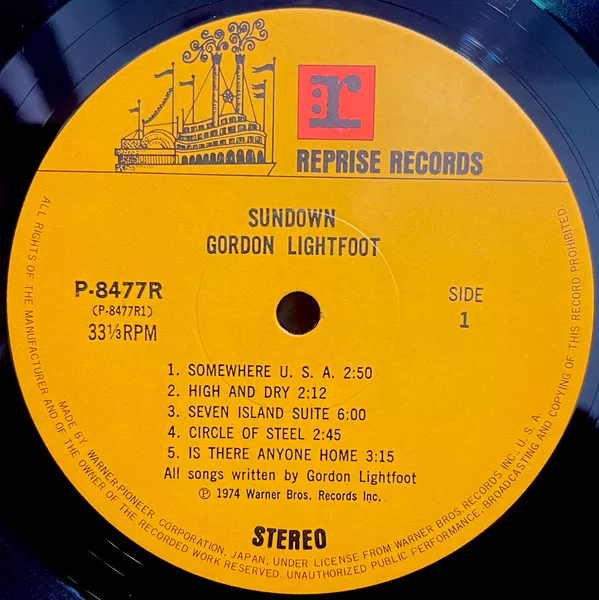 r
REPRISE RECORDS
SUNDOWN
GORDON LIGHTFOOT
P-8477R
(P-8477R1)
33⅓RPM
SIDE
1
1. SOMEWHERE U. S. A. 2:50
2. HIGH AND DRY 2:12
3. SEVEN ISLAND SUITE 6:00
4. CIRCLE OF STEEL 2:45
5. IS THERE ANYONE HOME 3:15
All songs written by Gordon Lightfoot
Ⓟ 1974 Warner Bros. Records Inc.
STEREO
MADE BY WARNER-PIONEER CORPORATION, JAPAN, UNDER LICENSE FROM WARNER BROS. RECORDS INC., U. S. A.
ALL RIGHTS OF THE MANUFACTURER AND OF THE OWNER OF THE RECORDED WORK RESERVED. UNAUTHORIZED PUBLIC PERFORMANCE, BROADCASTING AND COPYING OF THIS RECORD PROHIBITED.